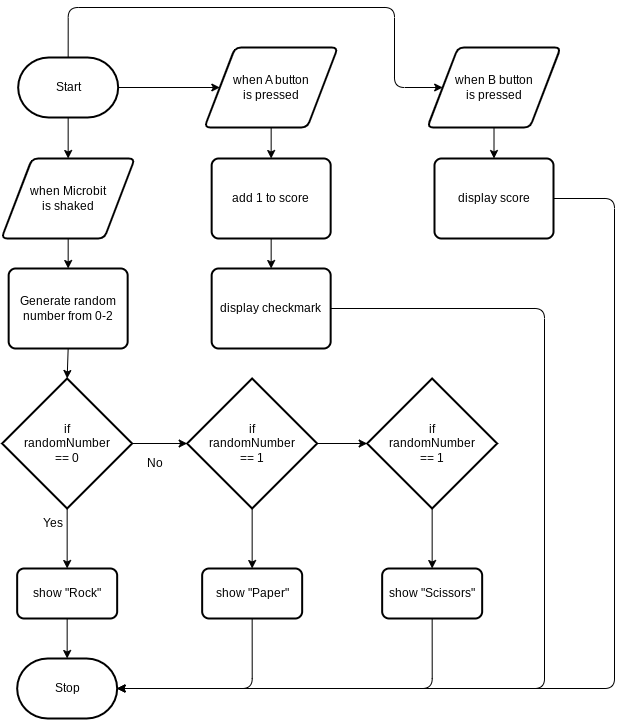 Start
when A button
is pressed
when B button
is pressed
when Microbit
is shaked
add 1 to score
display score
Generate random
number from 0-2
display checkmark
if
randomNumber
== 0
No
if
randomNumber
== 1
if
randomNumber
== 1
Yes
show "Rock"
show "Paper"
show "Scissors"
Stop